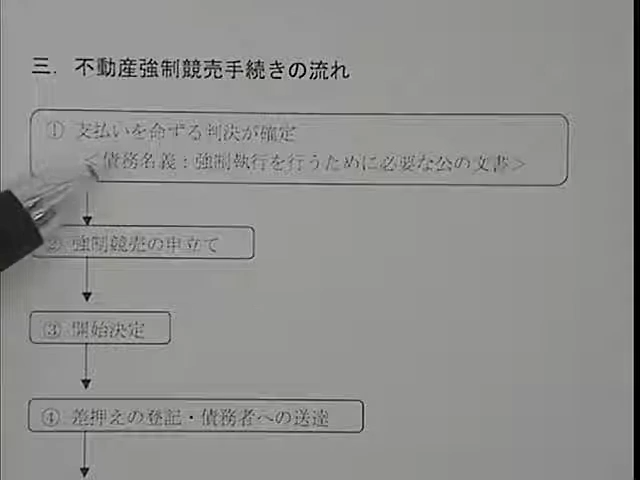 三．不動産強制競売手続きの流れ
① 支払いを命ずる判決が確定
＜債務名義：強制執行を行うために必要な公の文書＞
② 強制競売の申立て
③ 開始決定
④ 差押えの登記・債務者への送達